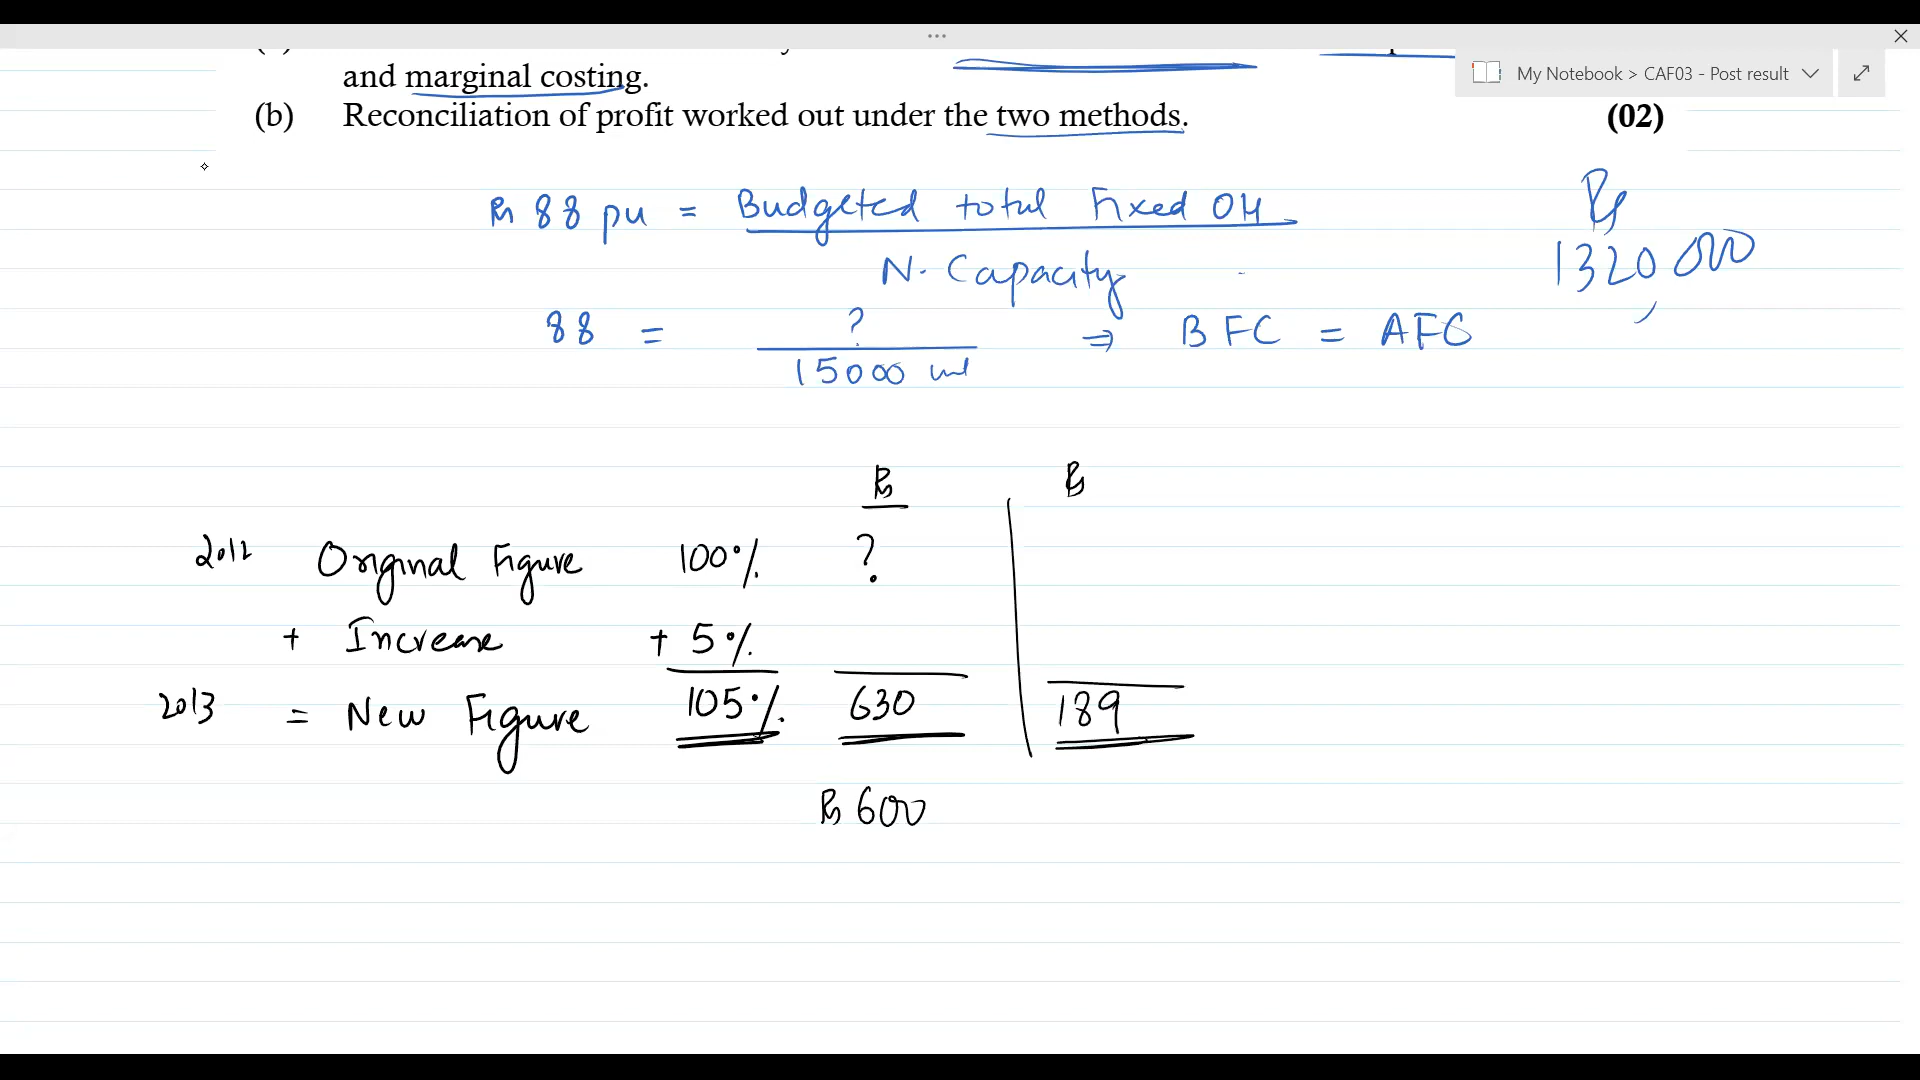 My Notebook > CAF03 - Post result
and marginal costing.
(b) Reconciliation of profit worked out under the two methods. (02)
Rs 88 pu = Budgeted total Fixed OH
N. Capacity
Rs
1320,000
88 = ?
15000 unt
⇒ BFC = AFC
Rs Rs
2012 Original Figure 100% ?
+ Increase + 5%
2013 = New Figure 105% 630 189
Rs 600